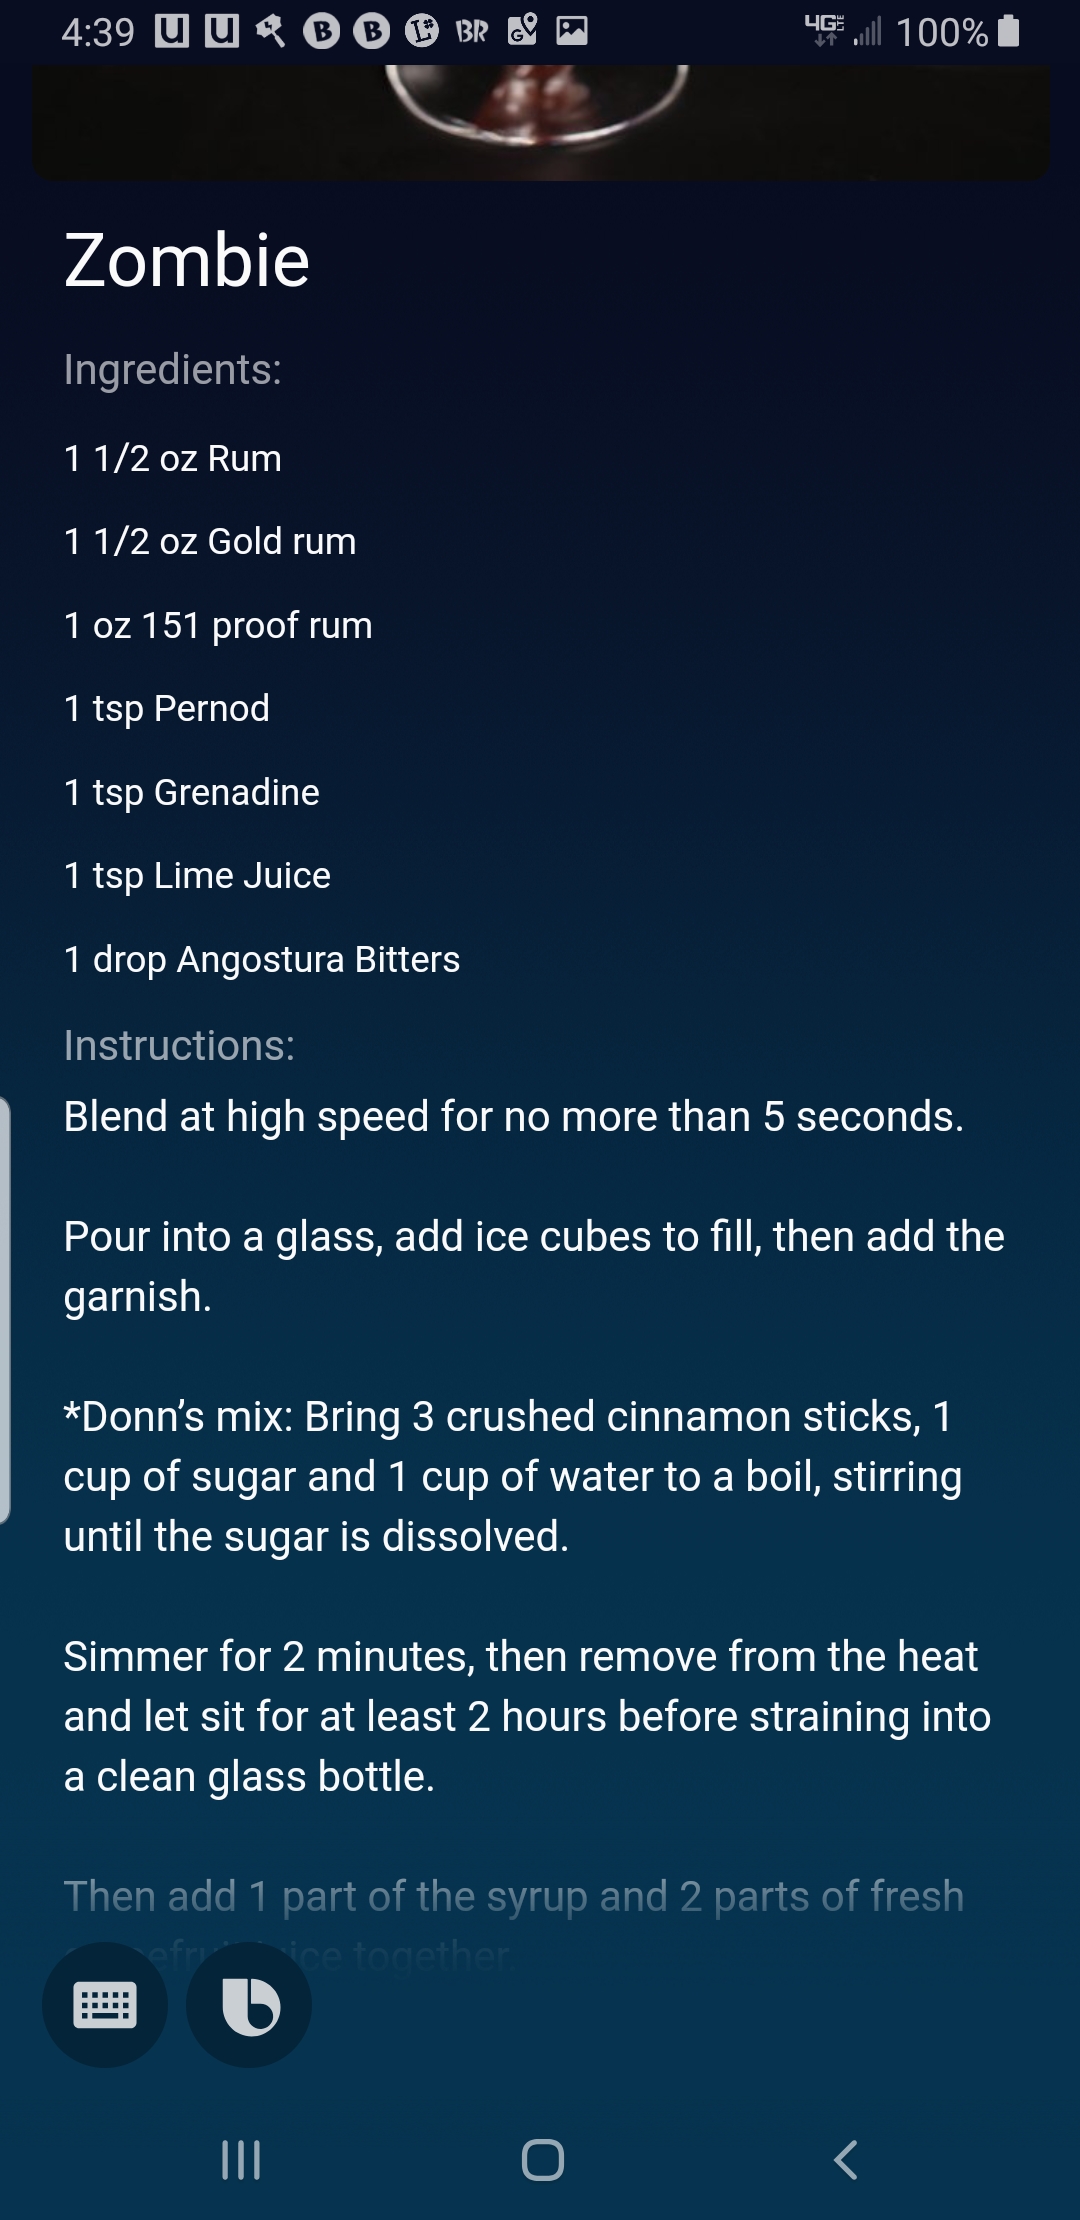 4:39
4G LTE 100%
Zombie
Ingredients:
1 1/2 oz Rum
1 1/2 oz Gold rum
1 oz 151 proof rum
1 tsp Pernod
1 tsp Grenadine
1 tsp Lime Juice
1 drop Angostura Bitters
Instructions:
Blend at high speed for no more than 5 seconds.
Pour into a glass, add ice cubes to fill, then add the
garnish.
*Donn’s mix: Bring 3 crushed cinnamon sticks, 1
cup of sugar and 1 cup of water to a boil, stirring
until the sugar is dissolved.
Simmer for 2 minutes, then remove from the heat
and let sit for at least 2 hours before straining into
a clean glass bottle.
Then add 1 part of the syrup and 2 parts of fresh
together.